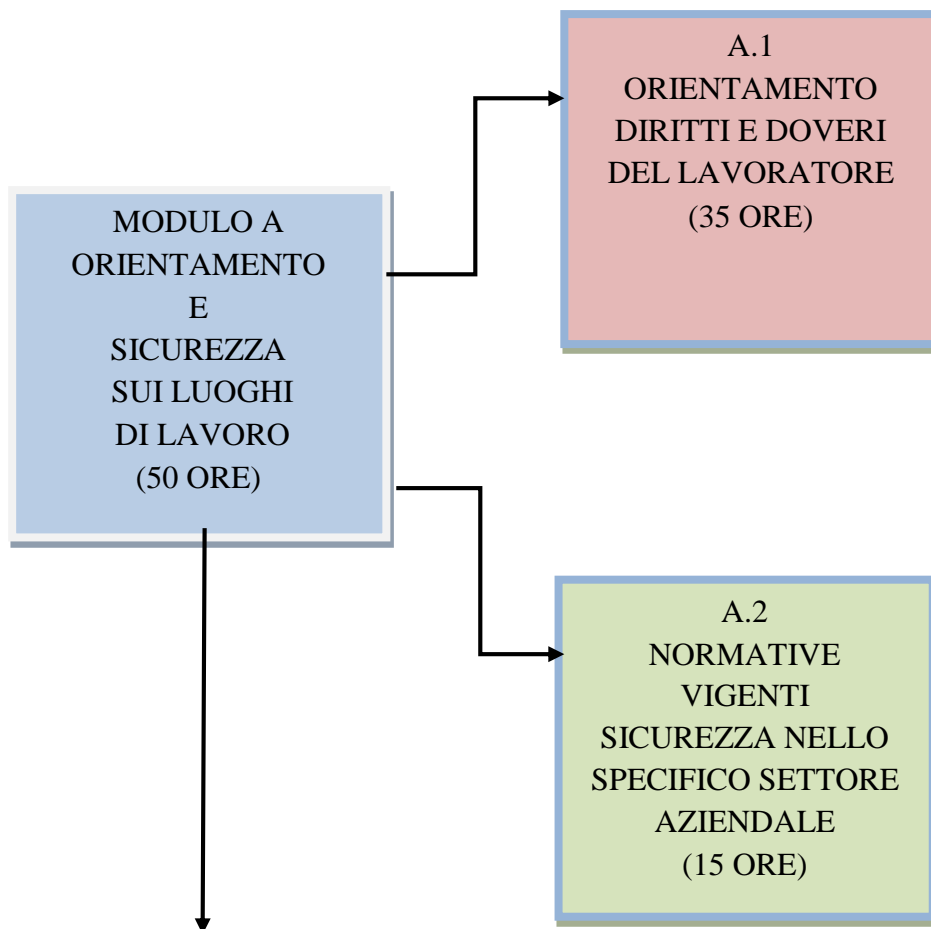 A.1
ORIENTAMENTO
DIRITTI E DOVERI
DEL LAVORATORE
(35 ORE)
MODULO A
ORIENTAMENTO
E
SICUREZZA
SUI LUOGHI
DI LAVORO
(50 ORE)
A.2
NORMATIVE
VIGENTI
SICUREZZA NELLO
SPECIFICO SETTORE
AZIENDALE
(15 ORE)